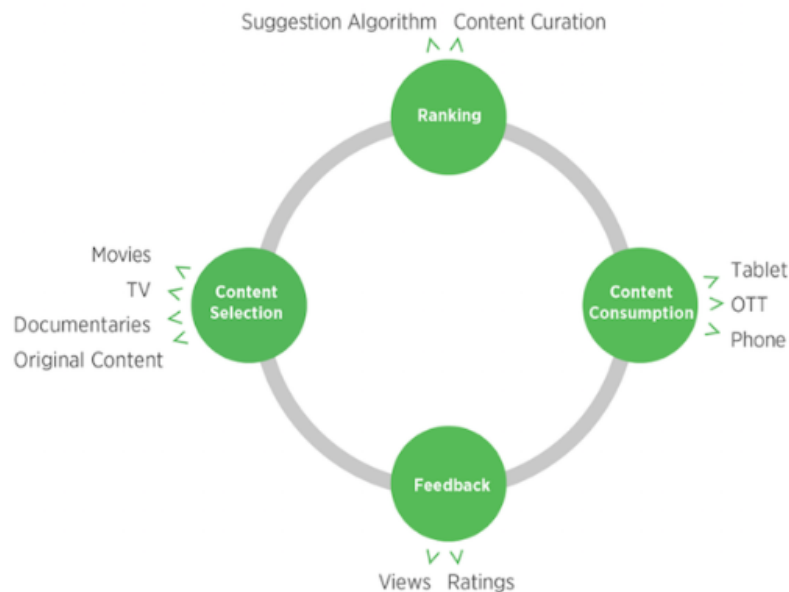 Suggestion Algorithm Content Curation
Ranking
Movies
TV
Documentaries
Original Content
Content
Selection
Content
Consumption
Tablet
OTT
Phone
Feedback
Views Ratings